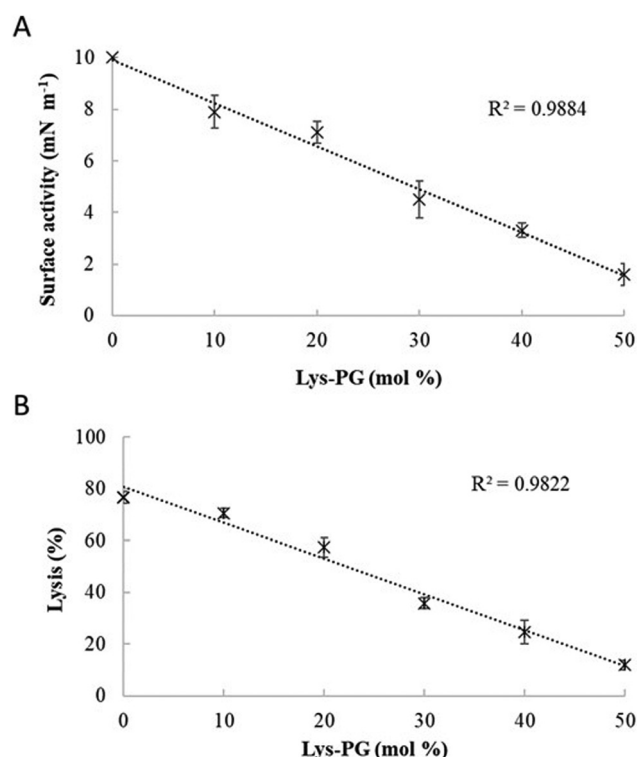 A
Surface activity (mN m⁻¹)
10
8
6
4
2
0
R² = 0.9884
0 10 20 30 40 50
Lys-PG (mol %)
B
Lysis (%)
100
80
60
40
20
0
R² = 0.9822
0 10 20 30 40 50
Lys-PG (mol %)